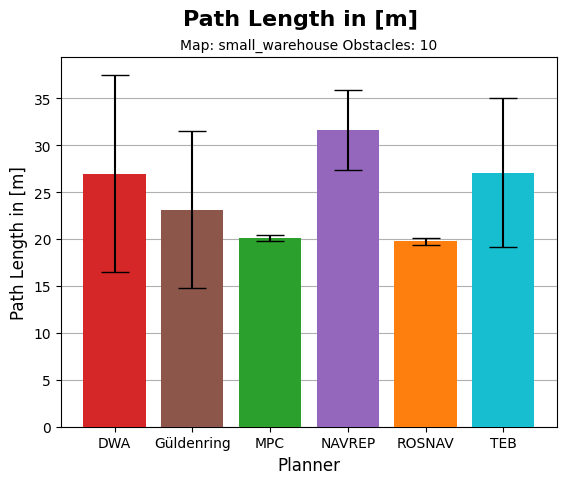 Path Length in [m]
Map: small_warehouse Obstacles: 10
Path Length in [m]
35
30
25
20
15
10
5
0
DWA Güldenring MPC NAVREP ROSNAV TEB
Planner